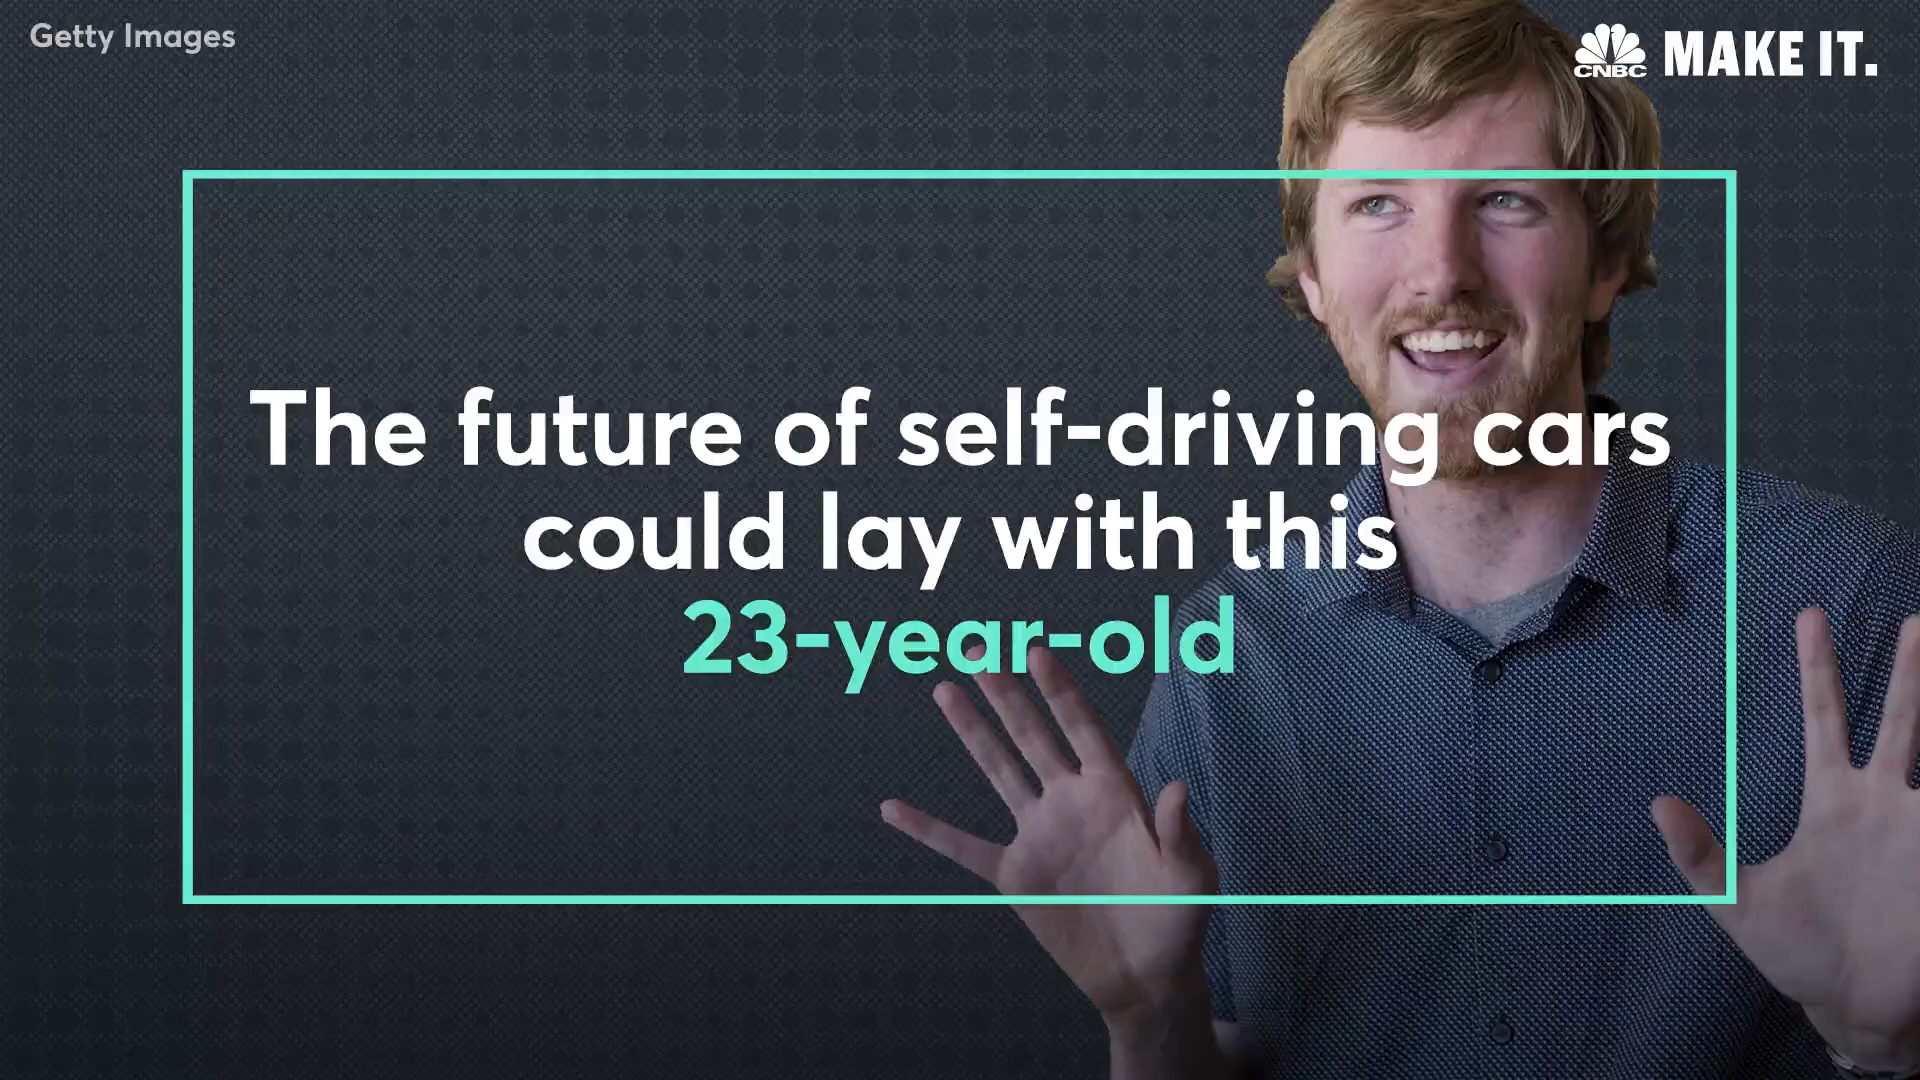 Getty Images
CNBC MAKE IT.
The future of self-driving cars
could lay with this
23-year-old